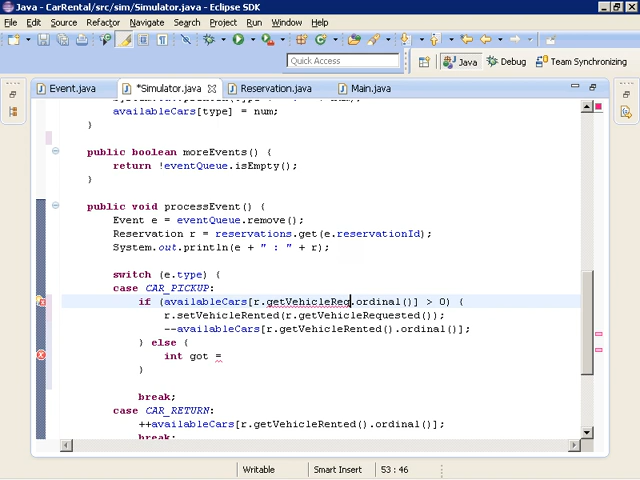 Java - CarRental/src/sim/Simulator.java - Eclipse SDK
File Edit Source Refactor Navigate Search Project Run Window Help
Quick Access
Java Debug Team Synchronizing
Event.java *Simulator.java Reservation.java Main.java
availableCars[type] = num;
}
public boolean moreEvents() {
return !eventQueue.isEmpty();
}
public void processEvent() {
Event e = eventQueue.remove();
Reservation r = reservations.get(e.reservationId);
System.out.println(e + " : " + r);
switch (e.type) {
case CAR_PICKUP:
if (availableCars[r.getVehicleReq.ordinal()] > 0) {
r.setVehicleRented(r.getVehicleRequested());
--availableCars[r.getVehicleRented().ordinal()];
} else {
int got =
}
break;
case CAR_RETURN:
++availableCars[r.getVehicleRented().ordinal()];
break;
Writable Smart Insert 53 : 46